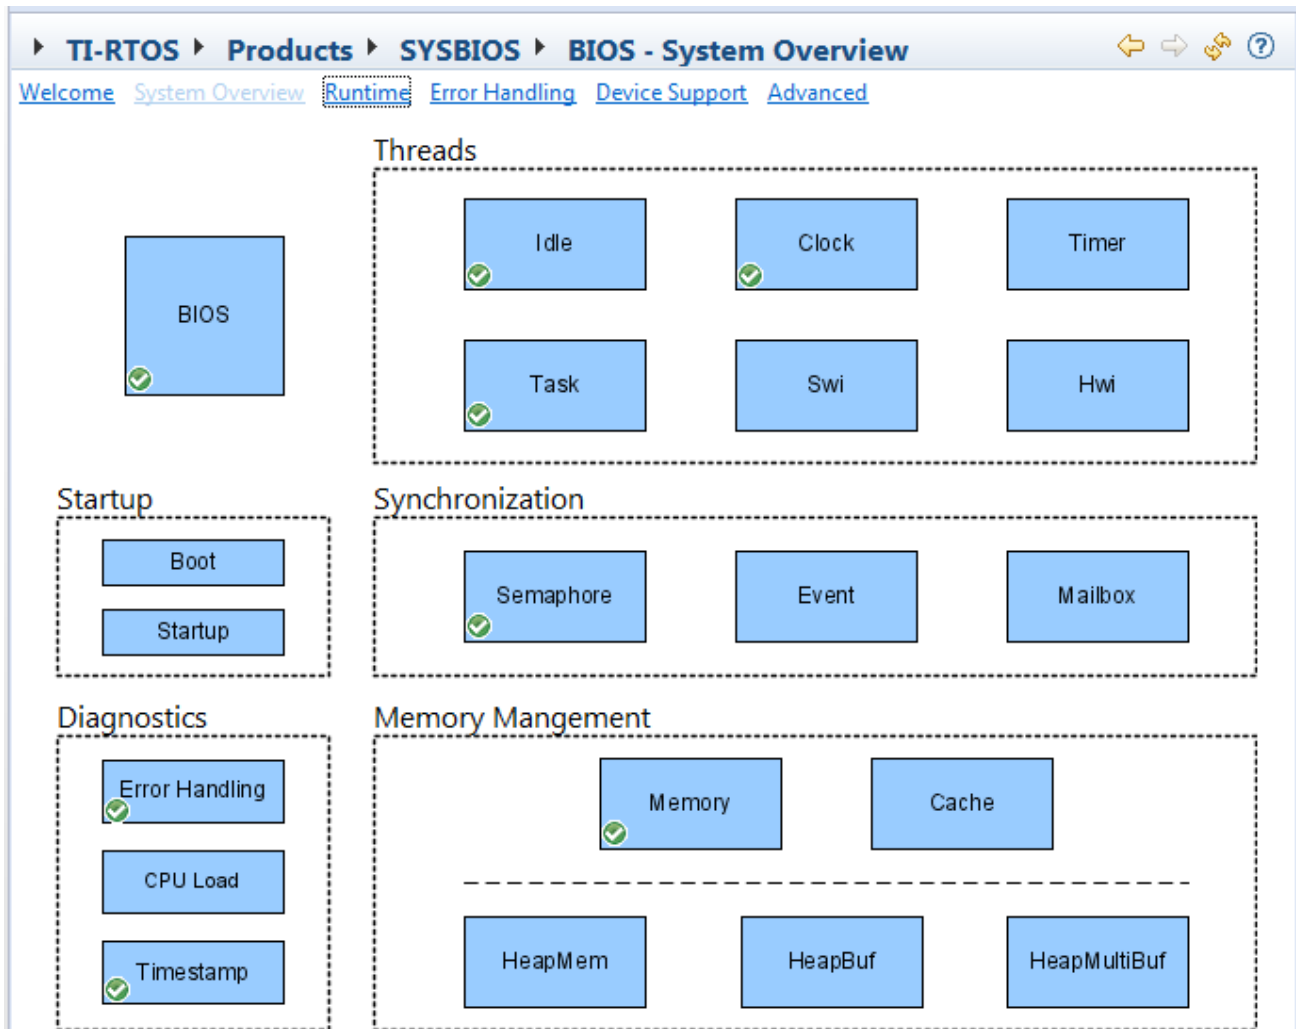 TI-RTOS Products SYSBIOS BIOS - System Overview
Welcome System Overview Runtime Error Handling Device Support Advanced
Threads
Idle Clock Timer
BIOS
Task Swi Hwi
Startup
Boot
Startup
Synchronization
Semaphore Event Mailbox
Diagnostics
Error Handling
CPU Load
Timestamp
Memory Mangement
Memory Cache
HeapMem HeapBuf HeapMultiBuf